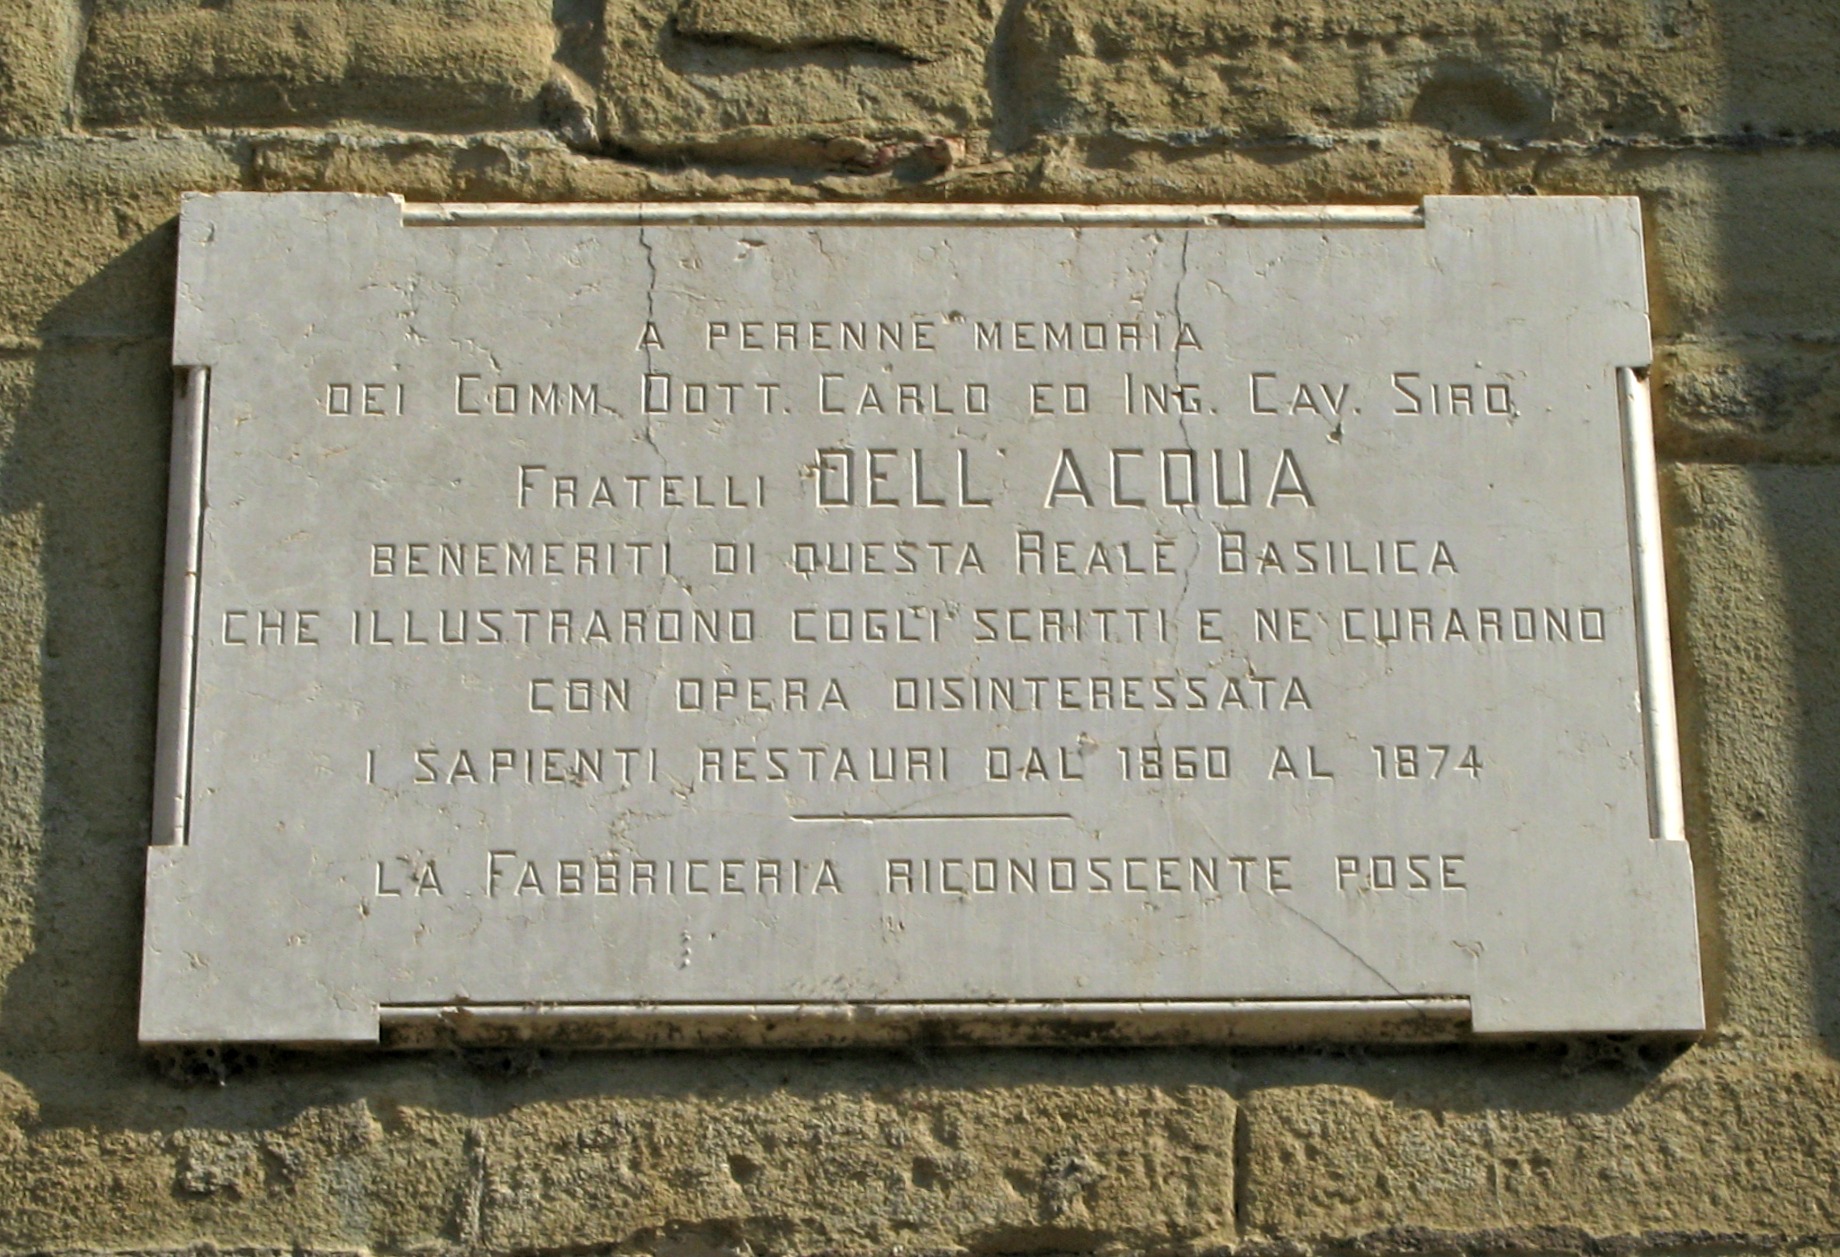 A PERENNE MEMORIA
DEI COMM. DOTT. CARLO ED ING. CAV. SIRO
FRATELLI DELL' ACQUA
BENEMERITI DI QUESTA REALE BASILICA
CHE ILLUSTRARONO COGLI SCRITTI E NE CURARONO
CON OPERA DISINTERESSATA
I SAPIENTI RESTAURI DAL 1860 AL 1874
LA FABBRICERIA RICONOSCENTE POSE